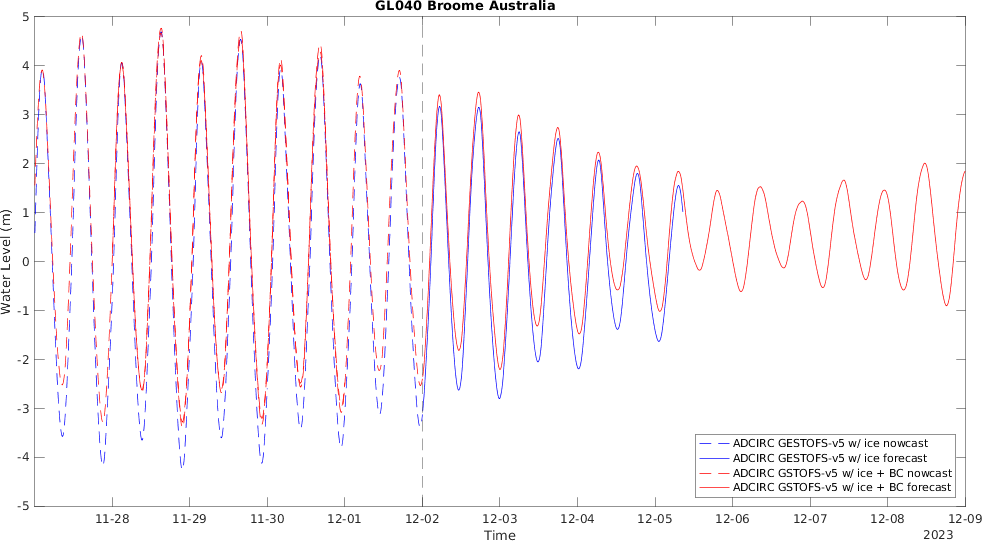 GL040 Broome Australia
5
4
3
2
1
0
-1
-2
-3
-4
-5
Water Level (m)
ADCIRC GESTOFS-v5 w/ ice nowcast
ADCIRC GESTOFS-v5 w/ ice forecast
ADCIRC GSTOFS-v5 w/ ice + BC nowcast
ADCIRC GSTOFS-v5 w/ ice + BC forecast
11-28 11-29 11-30 12-01 12-02 12-03 12-04 12-05 12-06 12-07 12-08 12-09
Time
2023